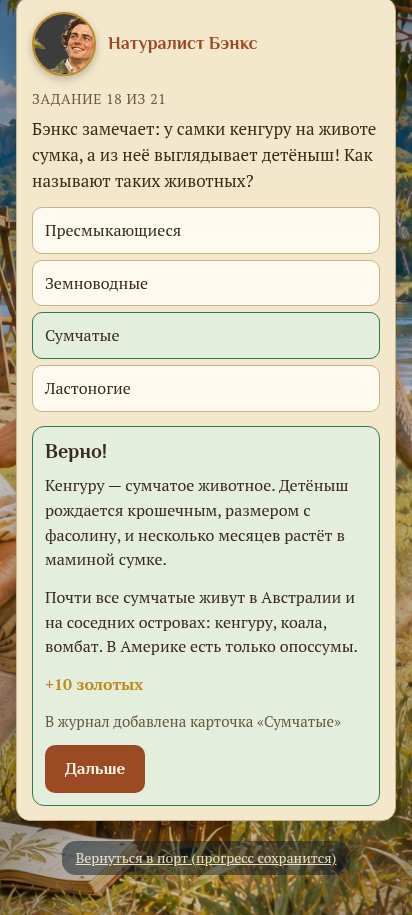 Натуралист Бэнкс
ЗАДАНИЕ 18 ИЗ 21
Бэнкс замечает: у самки кенгуру на животе
сумка, а из неё выглядывает детёныш! Как
называют таких животных?
Пресмыкающиеся
Земноводные
Сумчатые
Ластоногие
Верно!
Кенгуру — сумчатое животное. Детёныш
рождается крошечным, размером с
фасолину, и несколько месяцев растёт в
маминой сумке.
Почти все сумчатые живут в Австралии и
на соседних островах: кенгуру, коала,
вомбат. В Америке есть только опоссумы.
+10 золотых
В журнал добавлена карточка «Сумчатые»
Дальше
Вернуться в порт (прогресс сохранится)